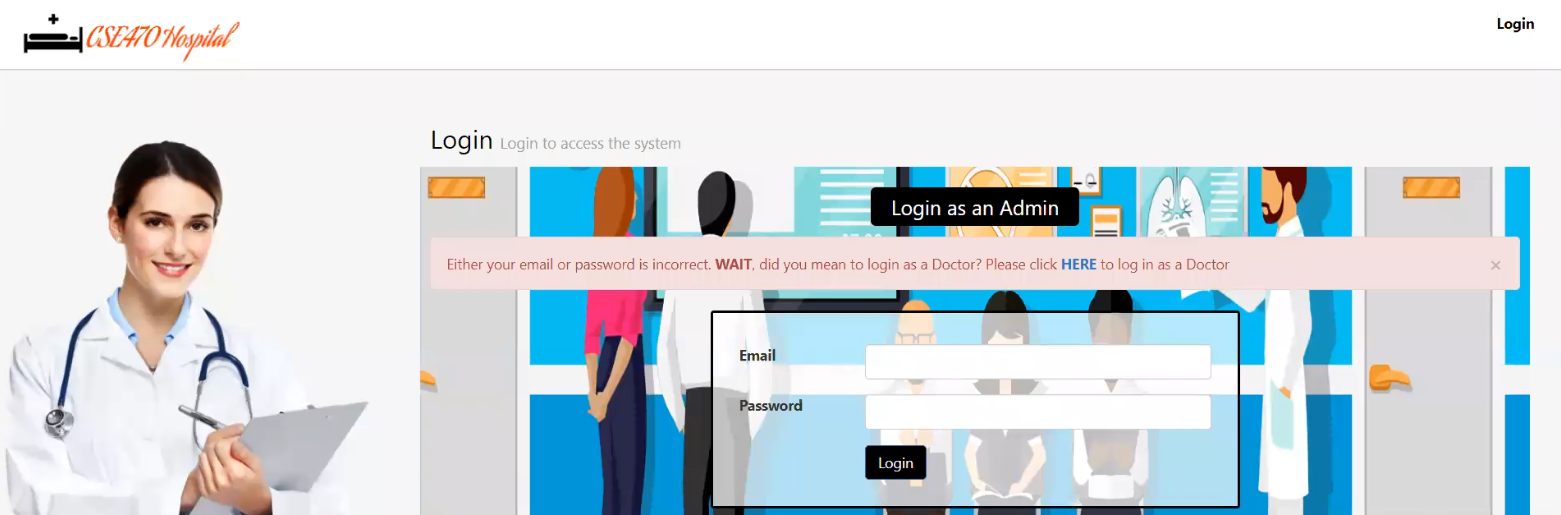 CSE470 Hospital
Login
Login Login to access the system
Login as an Admin
Either your email or password is incorrect. WAIT, did you mean to login as a Doctor? Please click HERE to log in as a Doctor ×
Email
Password
Login